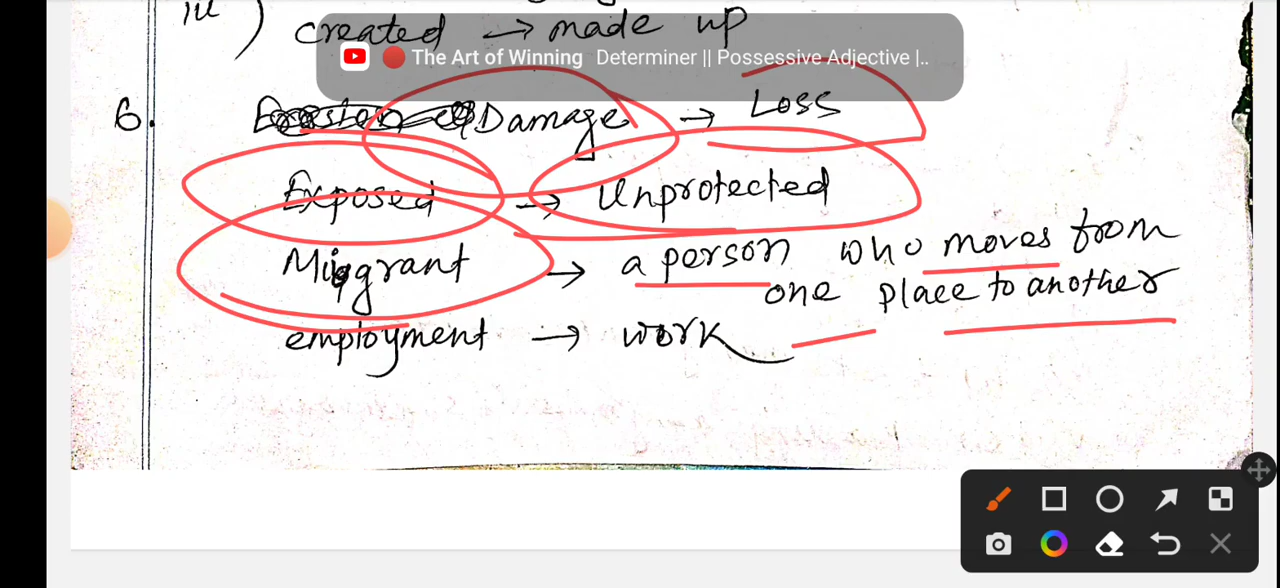 iii) created → made up
The Art of Winning Determiner || Possessive Adjective |..
6. Damage → Loss
Exposed → Unprotected
Migrant → a person who moves from
one place to another
employment → work